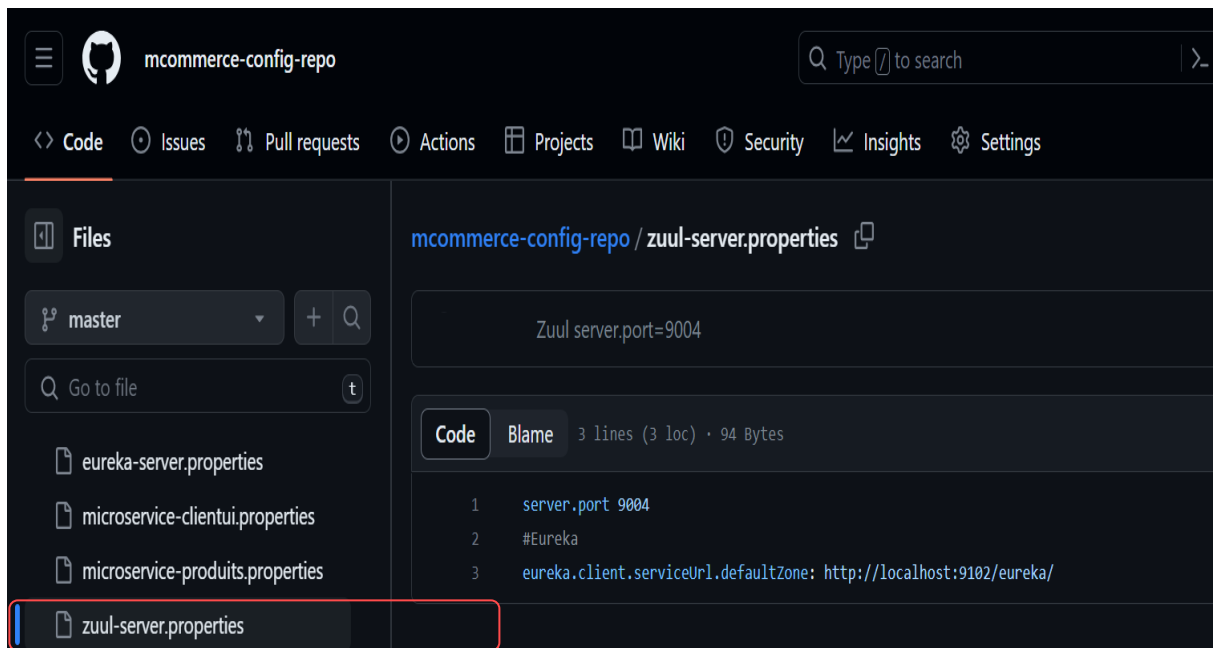 mcommerce-config-repo
Type / to search
Code Issues Pull requests Actions Projects Wiki Security Insights Settings
Files
mcommerce-config-repo / zuul-server.properties
master
Zuul server.port=9004
Go to file t
Code Blame 3 lines (3 loc) · 94 Bytes
eureka-server.properties
1 server.port 9004
microservice-clientui.properties
2 #Eureka
microservice-produits.properties
3 eureka.client.serviceUrl.defaultZone: http://localhost:9102/eureka/
zuul-server.properties